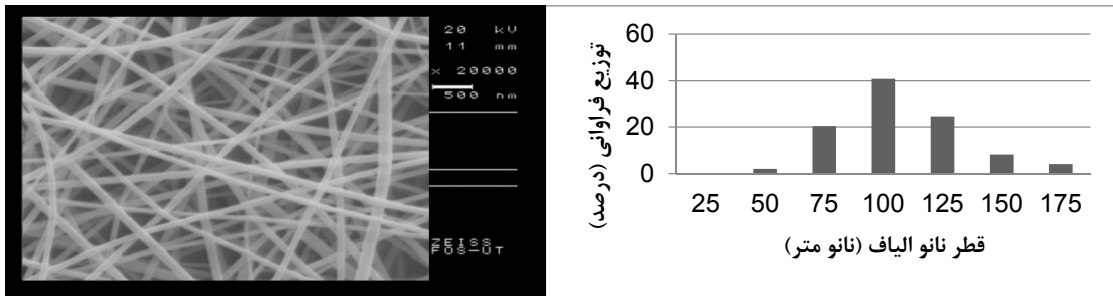 20 kV
11 mm
× 20000
500 nm
ZEISS
FOS-UT
توزیع فراوانی (درصد)
60
40
20
0
25 50 75 100 125 150 175
قطر نانو الیاف (نانو متر)